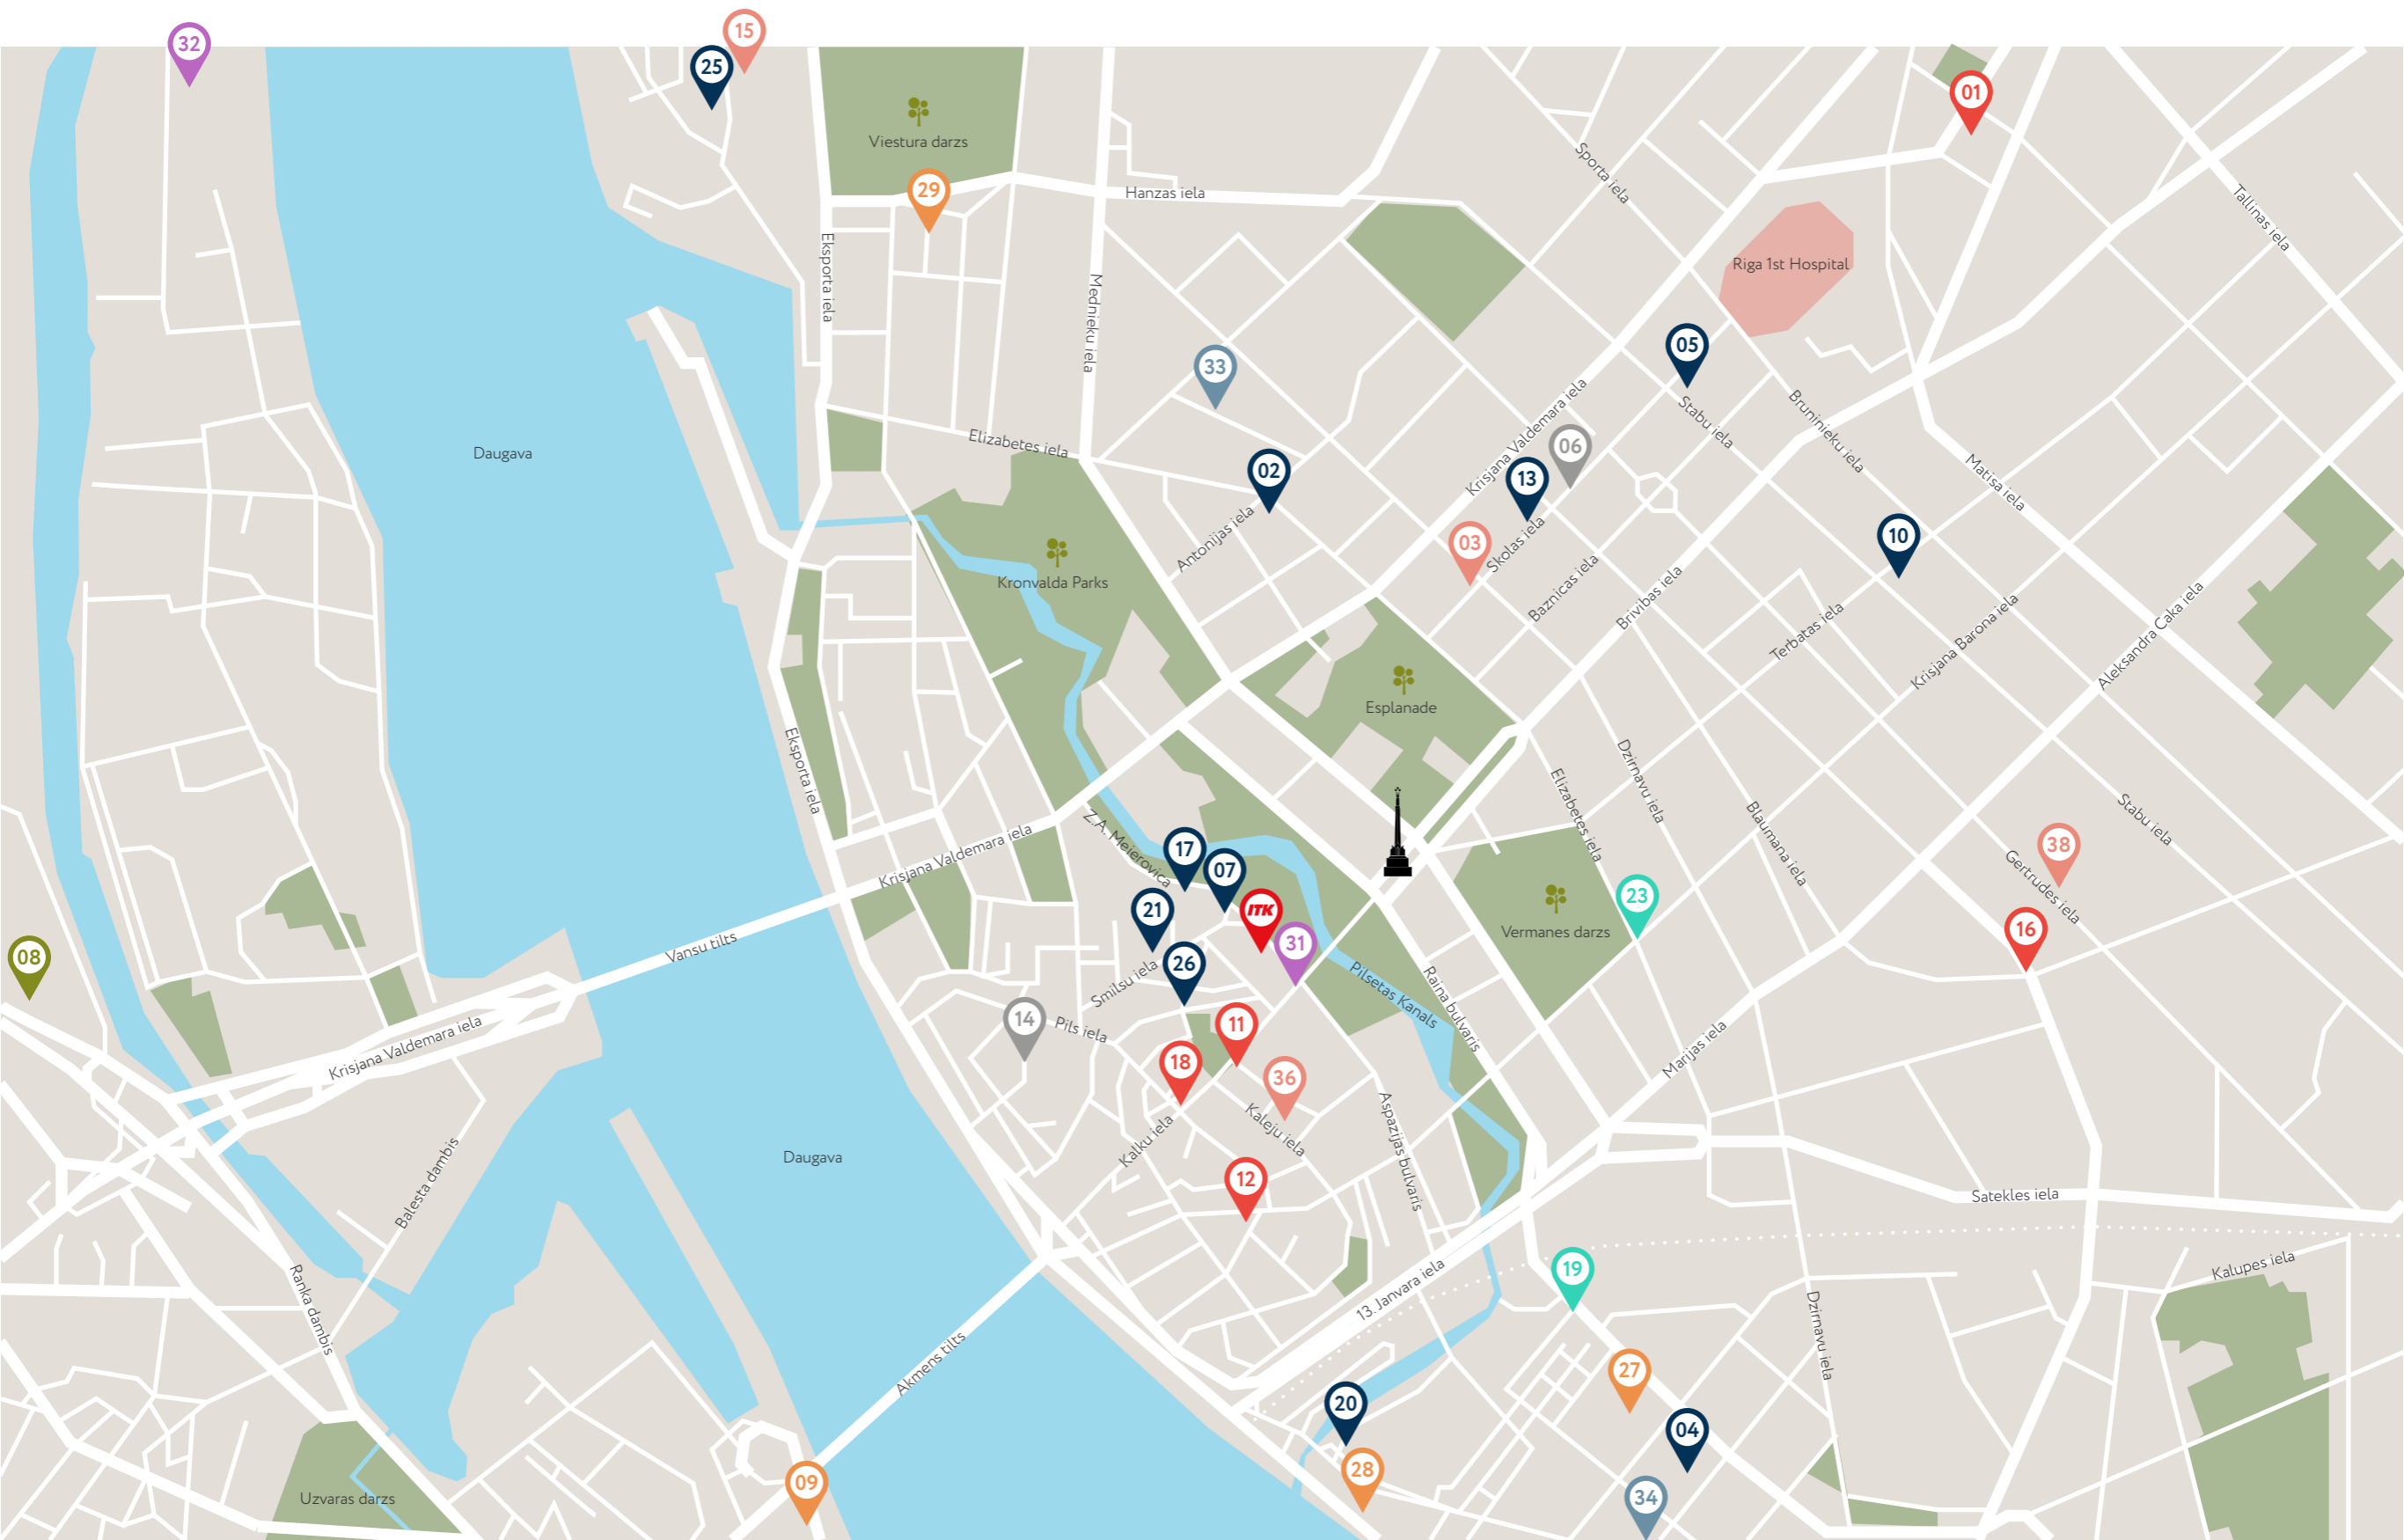 32
15
25
01
Viestura darzs
29
Hanzas iela
Sporta iela
Tallinas iela
Eksporta iela
Mednieku iela
Riga 1st Hospital
33
05
Daugava
Elizabetes iela
02
Krisjana Valdemara iela
06
13
Stabu iela
Bruninieku iela
Matisa iela
Antonijas iela
03
Skolas iela
10
Kronvalda Parks
Baznicas iela
Brivibas iela
Terbatas iela
Krisjana Barona iela
Aleksandra Caka iela
Esplanade
Eksporta iela
Dzirnavu iela
Elizabetes iela
Z.A. Meierovica
Krisjana Valdemara iela
17
07
Blaumana iela
Stabu iela
38
Gertrudes iela
21
ITK
31
23
Vermanes darzs
16
08
Vansu tilts
26
Smilsu iela
Pilsetas Kanals
Raina bulvaris
Krisjana Valdemara iela
14
Pils iela
11
18
36
Marijas iela
Kalku iela
Kaleju iela
Aspazijas bulvaris
Daugava
Balesta dambis
12
Satekles iela
Ranka dambis
13. Janvara iela
19
Kalupes iela
Dzirnavu iela
Akmens tilts
27
20
04
28
09
34
Uzvaras darzs